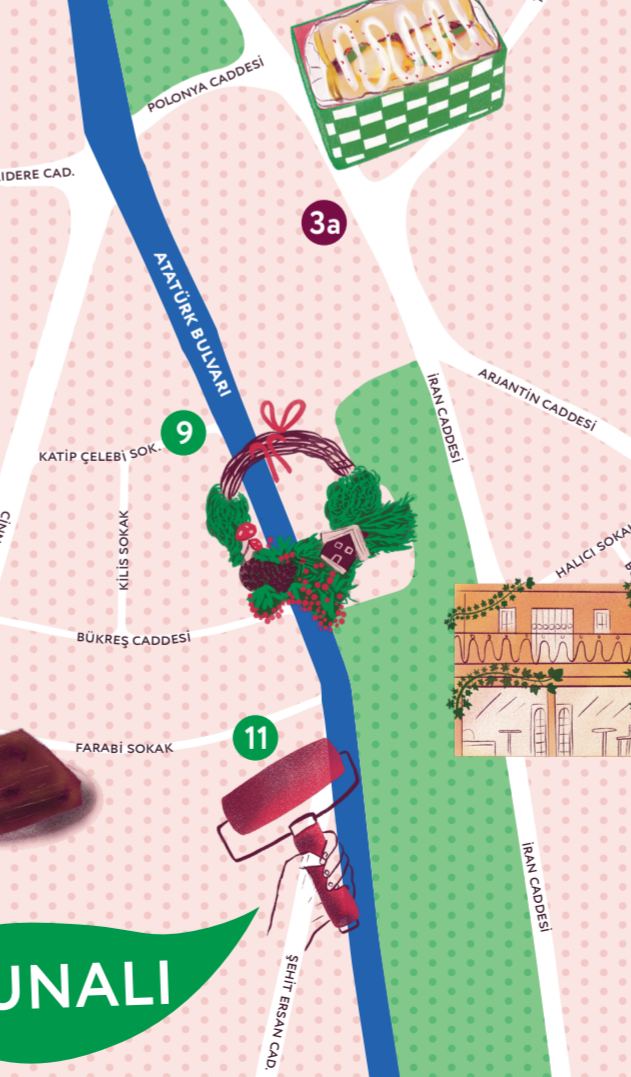 POLONYA CADDESİ
IDERE CAD.
3a
ATATÜRK BULVARI
İRAN CADDESİ
ARJANTİN CADDESİ
9
KATİP ÇELEBİ SOK.
KİLİS SOKAK
HALICI SOKA
BÜKREŞ CADDESİ
FARABİ SOKAK
11
İRAN CADDESİ
UNALI
ŞEHİT ERSAN CAD.